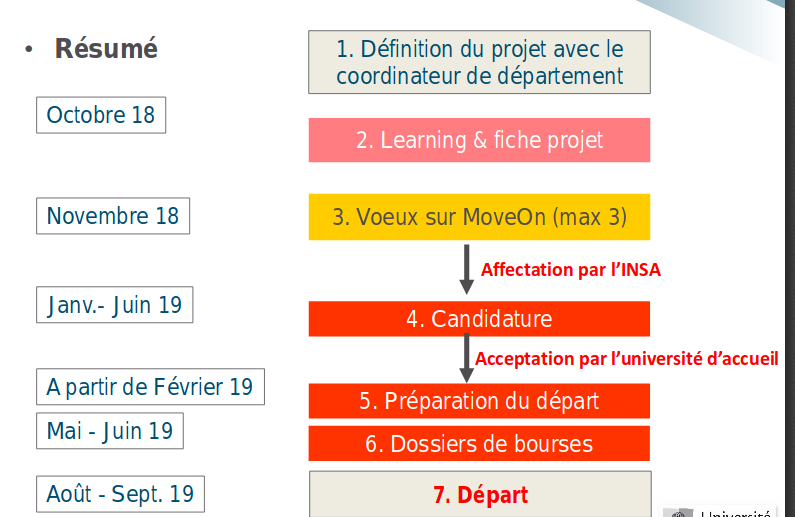 • Résumé
1. Définition du projet avec le
coordinateur de département
Octobre 18
2. Learning & fiche projet
Novembre 18
3. Voeux sur MoveOn (max 3)
Affectation par l’INSA
Janv.- Juin 19
4. Candidature
Acceptation par l’université d’accueil
A partir de Février 19
5. Préparation du départ
Mai - Juin 19
6. Dossiers de bourses
Août - Sept. 19
7. Départ
Université